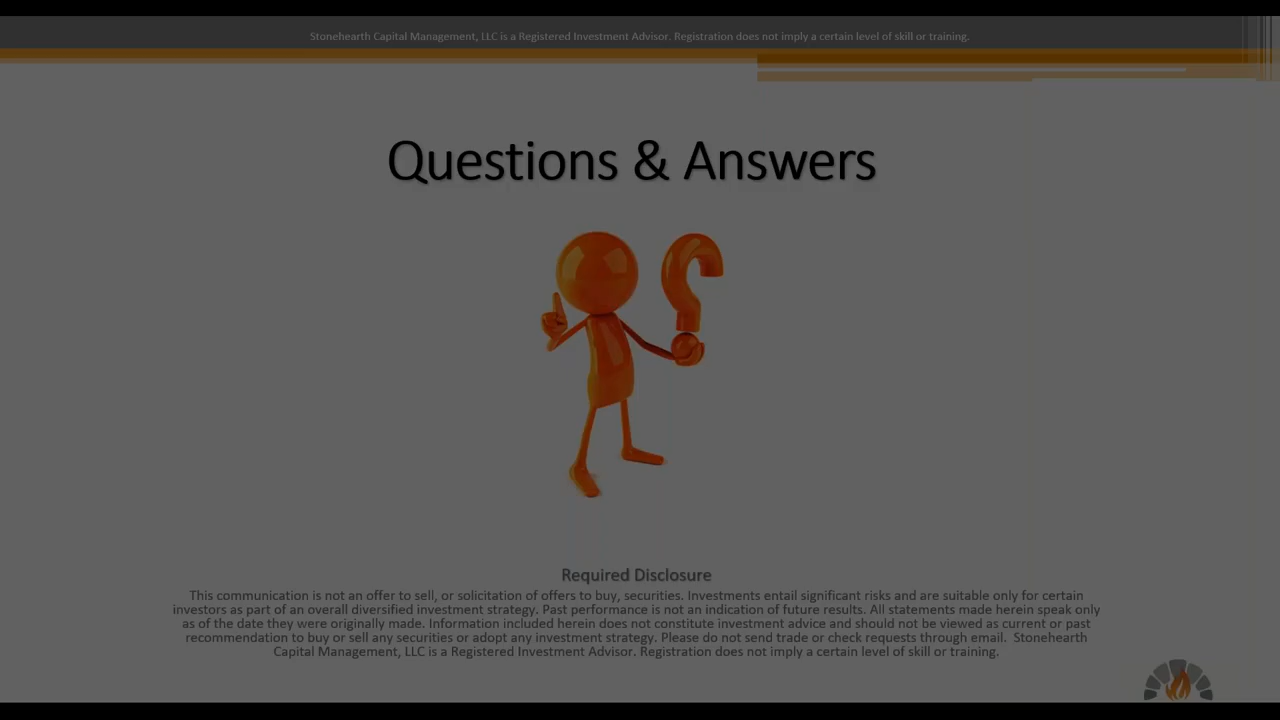 Stonehearth Capital Management, LLC is a Registered Investment Advisor. Registration does not imply a certain level of skill or training.
Questions & Answers
Required Disclosure
This communication is not an offer to sell, or solicitation of offers to buy, securities. Investments entail significant risks and are suitable only for certain
investors as part of an overall diversified investment strategy. Past performance is not an indication of future results. All statements made herein speak only
as of the date they were originally made. Information included herein does not constitute investment advice and should not be viewed as current or past
recommendation to buy or sell any securities or adopt any investment strategy. Please do not send trade or check requests through email. Stonehearth
Capital Management, LLC is a Registered Investment Advisor. Registration does not imply a certain level of skill or training.